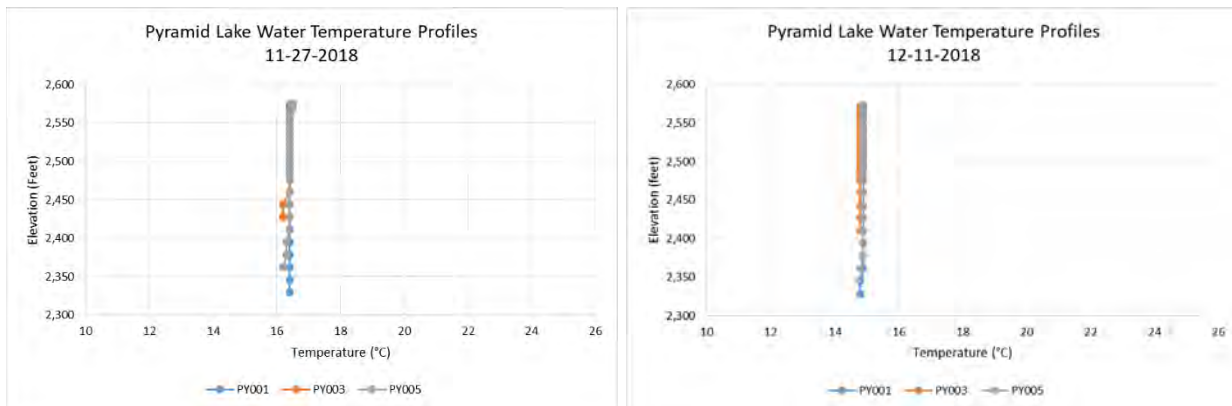 Pyramid Lake Water Temperature Profiles
11-27-2018
2,600
2,550
2,500
2,450
2,400
2,350
2,300
Elevation (Feet)
10 12 14 16 18 20 22 24 26
Temperature (°C)
PY001 PY003 PY005
Pyramid Lake Water Temperature Profiles
12-11-2018
2,600
2,550
2,500
2,450
2,400
2,350
2,300
Elevation (feet)
10 12 14 16 18 20 22 24 26
Temperature (°C)
PY001 PY003 PY005